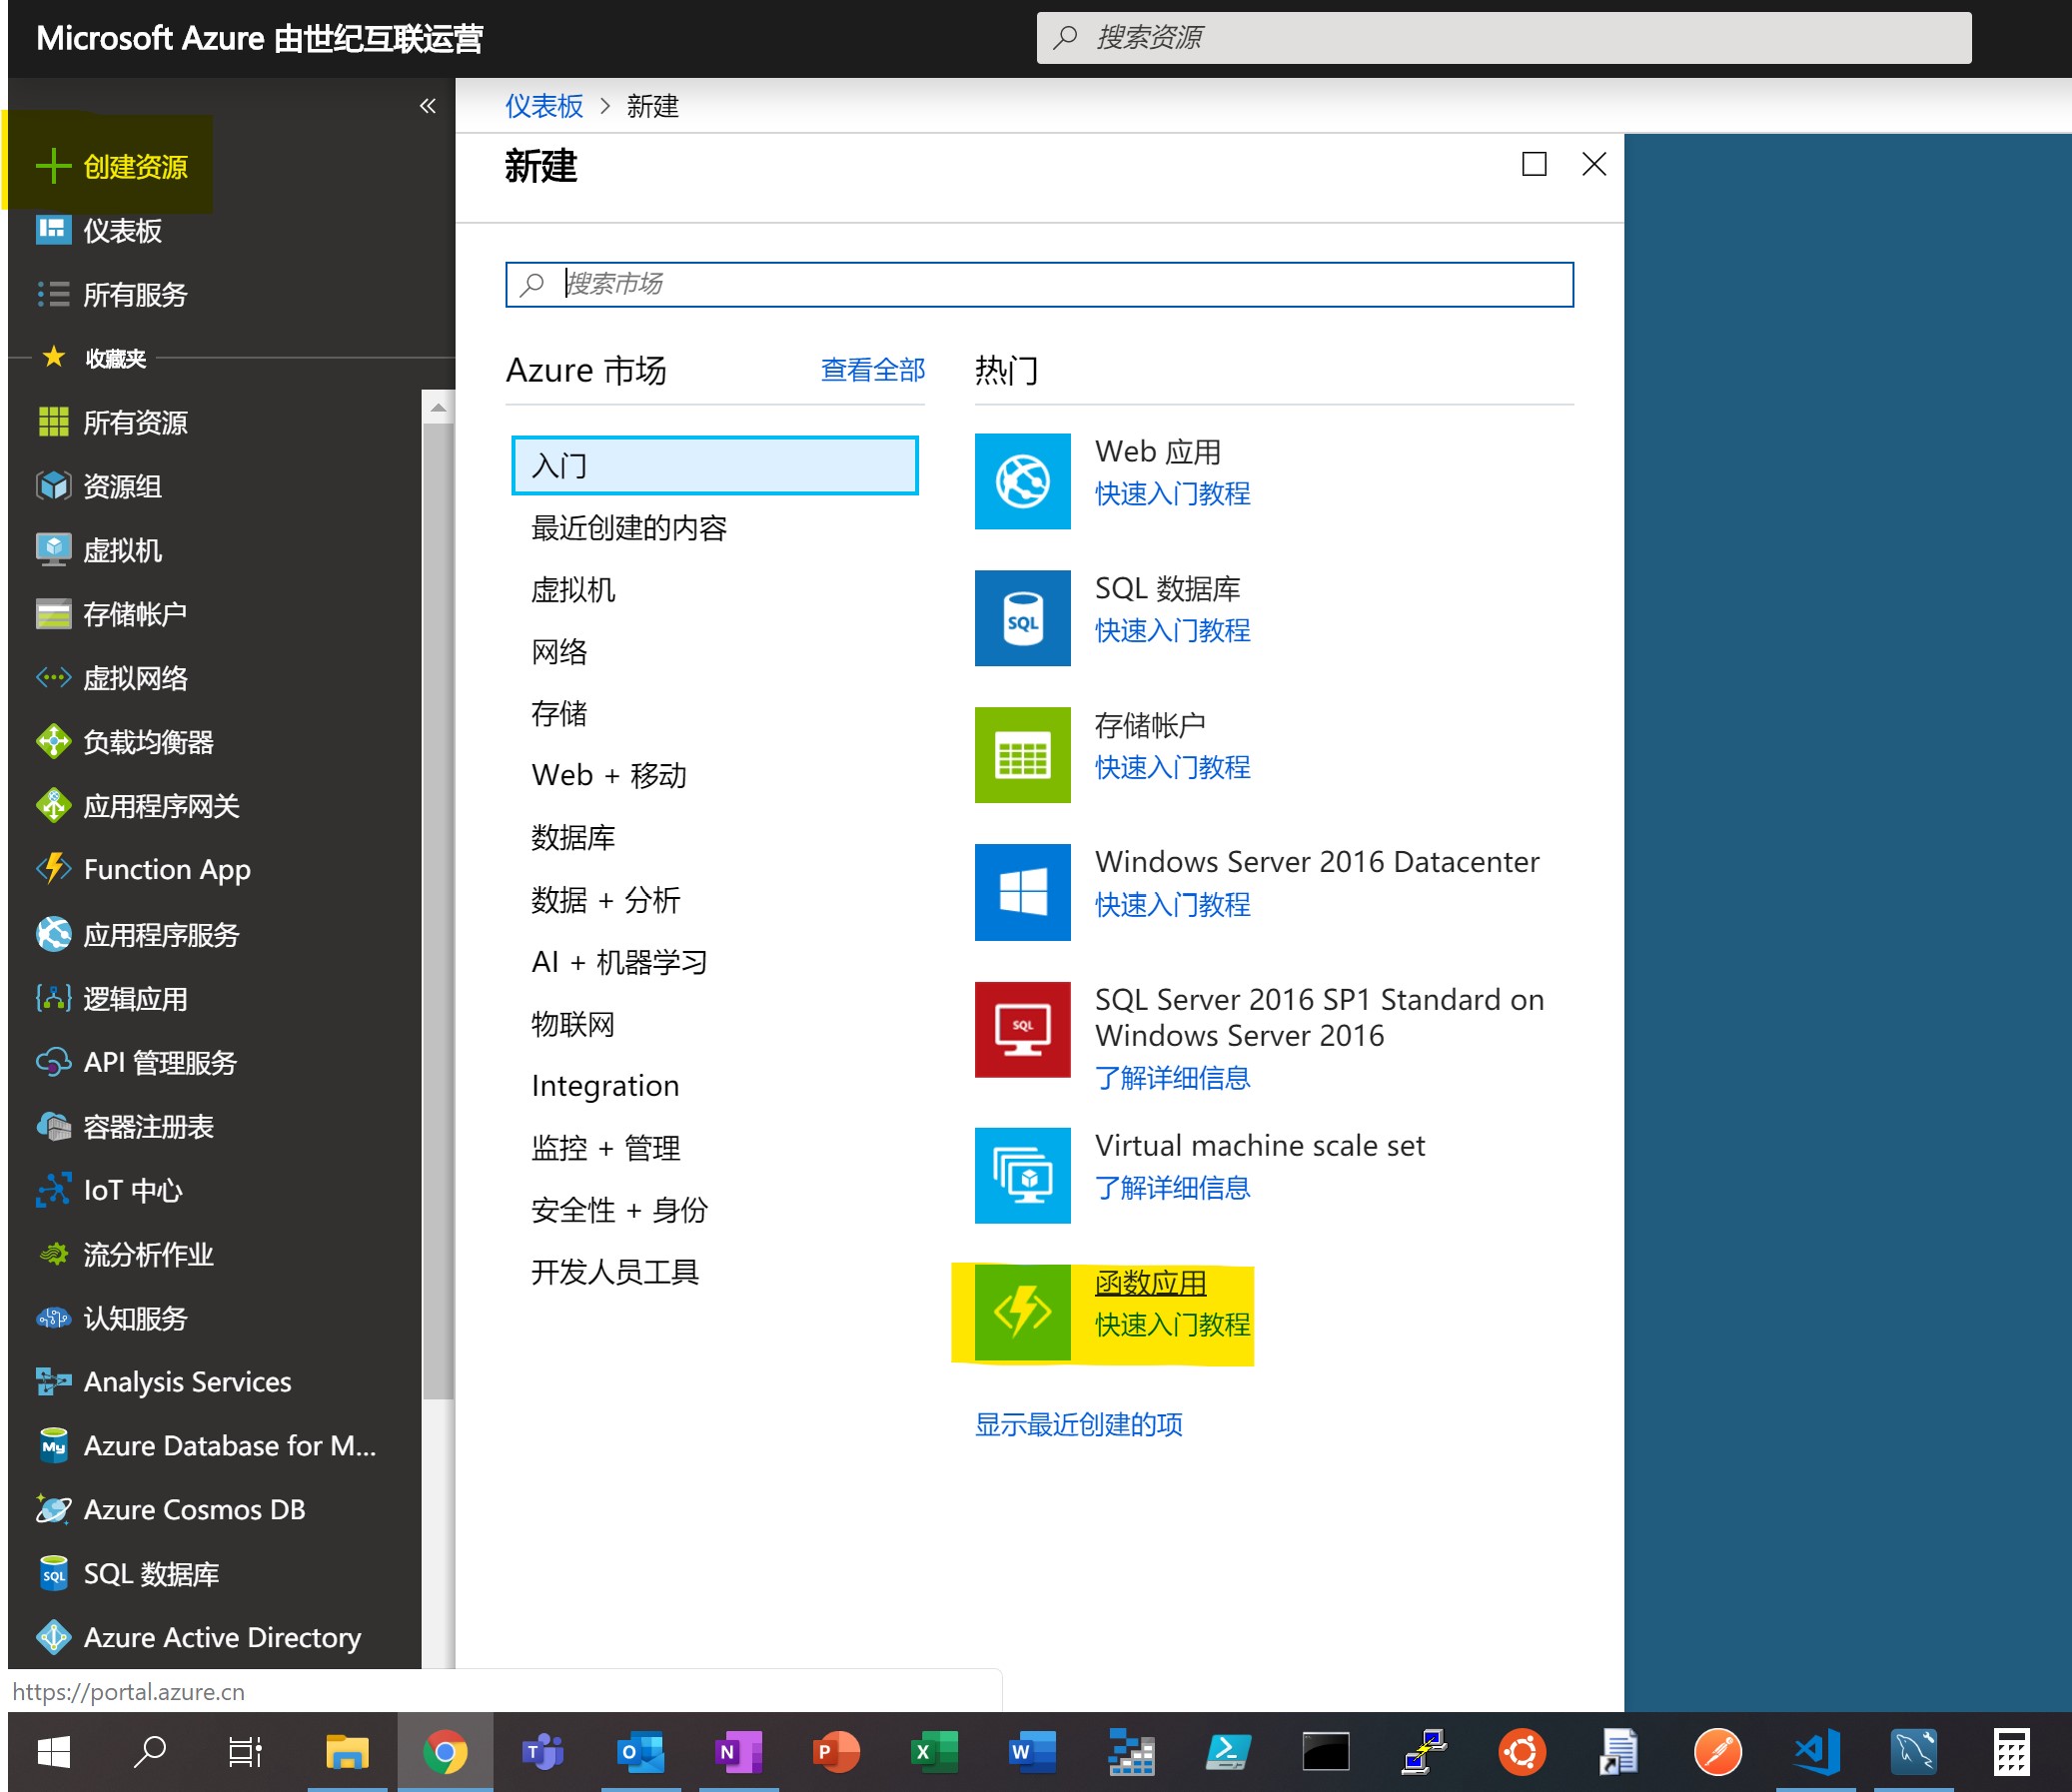 Microsoft Azure 由世纪互联运营
搜索资源
«
创建资源
仪表板
所有服务
收藏夹
所有资源
资源组
虚拟机
存储帐户
虚拟网络
负载均衡器
应用程序网关
Function App
应用程序服务
逻辑应用
API 管理服务
容器注册表
IoT 中心
流分析作业
认知服务
Analysis Services
My
Azure Database for M...
Azure Cosmos DB
SQL
SQL 数据库
Azure Active Directory
仪表板 > 新建
新建
搜索市场
Azure 市场
查看全部
入门
最近创建的内容
虚拟机
网络
存储
Web + 移动
数据库
数据 + 分析
AI + 机器学习
物联网
Integration
监控 + 管理
安全性 + 身份
开发人员工具
热门
Web 应用
快速入门教程
SQL
SQL 数据库
快速入门教程
存储帐户
快速入门教程
Windows Server 2016 Datacenter
快速入门教程
SQL
SQL Server 2016 SP1 Standard on
Windows Server 2016
了解详细信息
Virtual machine scale set
了解详细信息
函数应用
快速入门教程
显示最近创建的项
https://portal.azure.cn
T
O
N
P
X
W